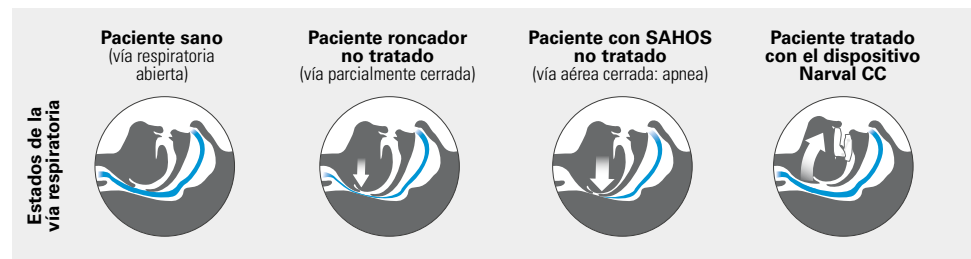 Paciente sano
(vía respiratoria
abierta)
Paciente roncador
no tratado
(vía parcialmente cerrada)
Paciente con SAHOS
no tratado
(vía aérea cerrada: apnea)
Paciente tratado
con el dispositivo
Narval CC
Estados de la
vía respiratoria